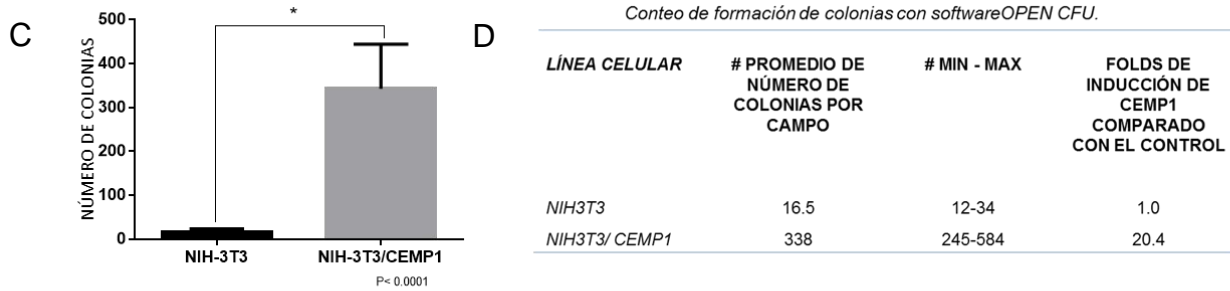 C
*
NÚMERO DE COLONIAS
500
400
300
200
100
0
NIH-3T3
NIH-3T3/CEMP1
P< 0.0001
D
Conteo de formación de colonias con softwareOPEN CFU.
LÍNEA CELULAR
# PROMEDIO DE
NÚMERO DE
COLONIAS POR
CAMPO
# MIN - MAX
FOLDS DE
INDUCCIÓN DE
CEMP1
COMPARADO
CON EL CONTROL
NIH3T3 16.5 12-34 1.0
NIH3T3/ CEMP1 338 245-584 20.4